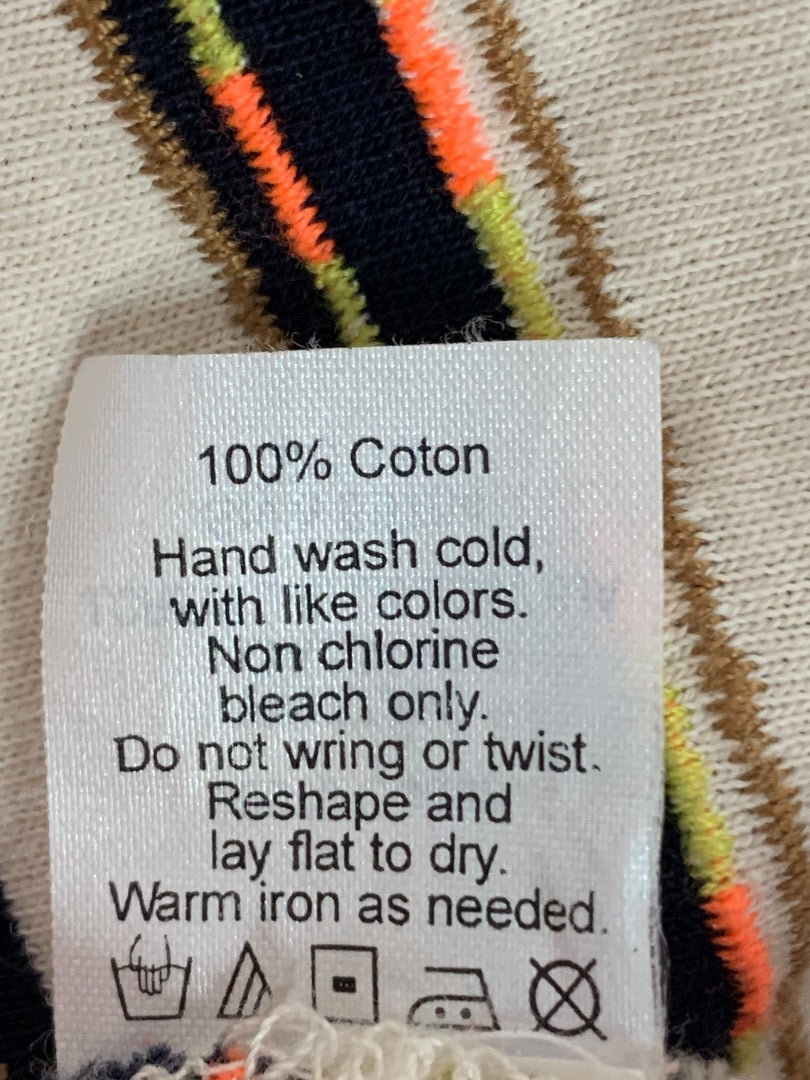 100% Coton
Hand wash cold,
with like colors.
Non chlorine
bleach only.
Do not wring or twist.
Reshape and
lay flat to dry.
Warm iron as needed.